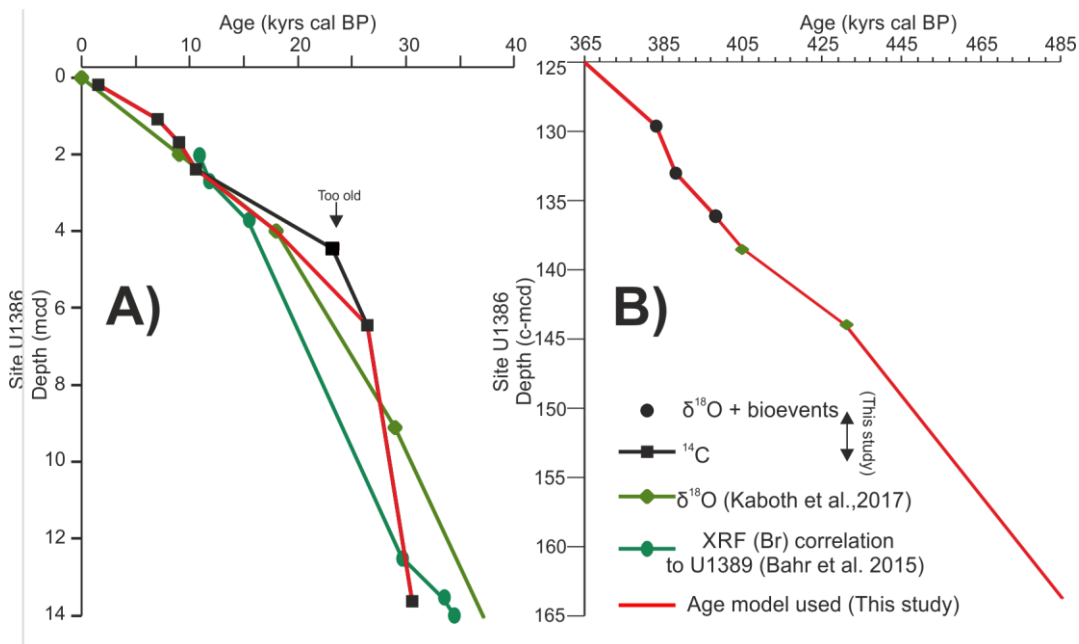 Age (kyrs cal BP)
0 10 20 30 40
0
2
4
6
8
10
12
14
Site U1386
Depth (mcd)
Too old
A)
Age (kyrs cal BP)
365 385 405 425 445 465 485
125
130
135
140
145
150
155
160
165
Site U1386
Depth (c-mcd)
B)
δ¹⁸O + bioevents
¹⁴C
(This study)
δ¹⁸O (Kaboth et al.,2017)
XRF (Br) correlation
to U1389 (Bahr et al. 2015)
Age model used (This study)